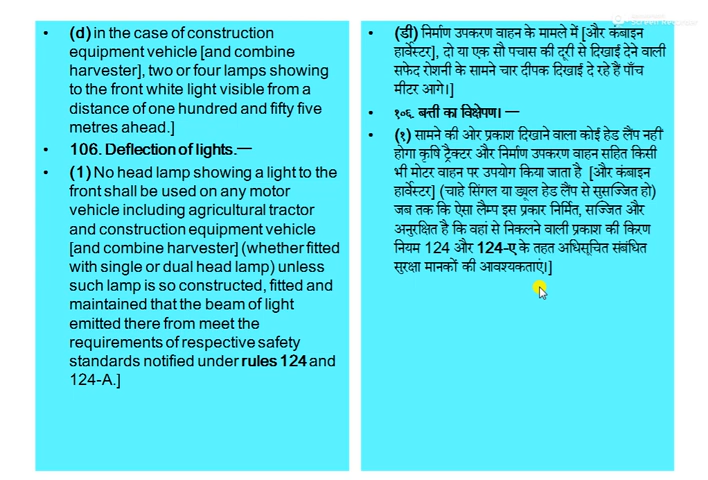 • (d) in the case of construction
equipment vehicle [and combine
harvester], two or four lamps showing
to the front white light visible from a
distance of one hundred and fifty five
metres ahead.]
• 106. Deflection of lights.—
• (1) No head lamp showing a light to the
front shall be used on any motor
vehicle including agricultural tractor
and construction equipment vehicle
[and combine harvester] (whether fitted
with single or dual head lamp) unless
such lamp is so constructed, fitted and
maintained that the beam of light
emitted there from meet the
requirements of respective safety
standards notified under rules 124 and
124-A.]
• (डी) निर्माण उपकरण वाहन के मामले में [और कंबाइन
हार्वेस्टर], दो या एक सौ पचास की दूरी से दिखाई देने वाली
सफेद रोशनी के सामने चार दीपक दिखाई दे रहे हैं पाँच
मीटर आगे।]
• १०६. बत्ती का विक्षेपण। —
• (१) सामने की ओर प्रकाश दिखाने वाला कोई हेड लैंप नहीं
होगा कृषि ट्रैक्टर और निर्माण उपकरण वाहन सहित किसी
भी मोटर वाहन पर उपयोग किया जाता है [और कंबाइन
हार्वेस्टर] (चाहे सिंगल या ड्यूल हेड लैंप से सुसज्जित हो)
जब तक कि ऐसा लैम्प इस प्रकार निर्मित, सज्जित और
अनुरक्षित है कि वहां से निकलने वाली प्रकाश की किरण
नियम 124 और 124-ए के तहत अधिसूचित संबंधित
सुरक्षा मानकों की आवश्यकताएं।]